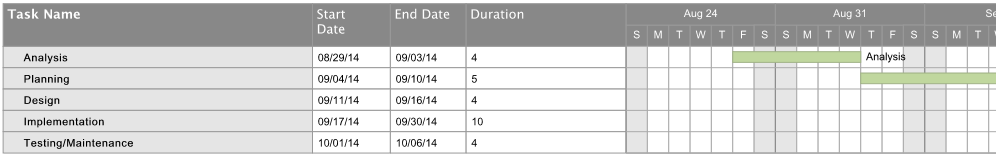 Task Name Start Date End Date Duration Aug 24 Aug 31
S M T W T F S S M T W T F S S M T
Analysis 08/29/14 09/03/14 4 Analysis
Planning 09/04/14 09/10/14 5
Design 09/11/14 09/16/14 4
Implementation 09/17/14 09/30/14 10
Testing/Maintenance 10/01/14 10/06/14 4